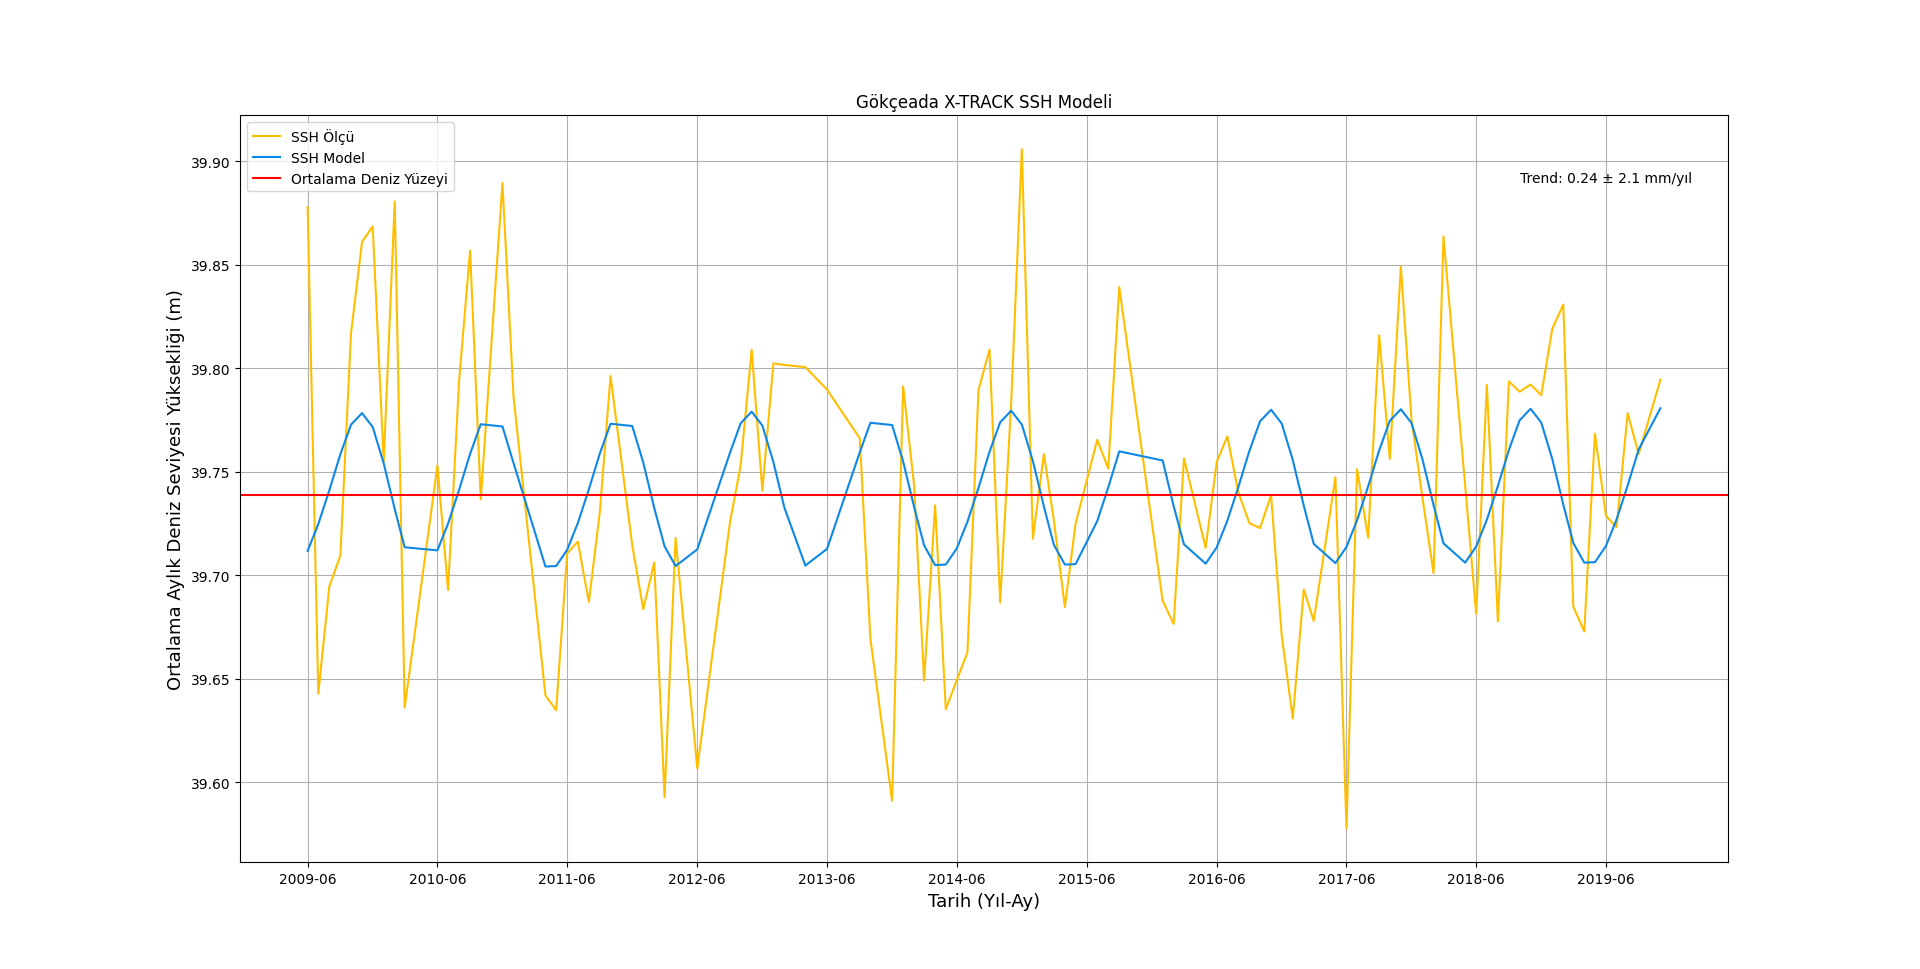 Gökçeada X-TRACK SSH Modeli
SSH Ölçü
SSH Model
Ortalama Deniz Yüzeyi
Trend: 0.24 ± 2.1 mm/yıl
Ortalama Aylık Deniz Seviyesi Yüksekliği (m)
39.90
39.85
39.80
39.75
39.70
39.65
39.60
2009-06 2010-06 2011-06 2012-06 2013-06 2014-06 2015-06 2016-06 2017-06 2018-06 2019-06
Tarih (Yıl-Ay)